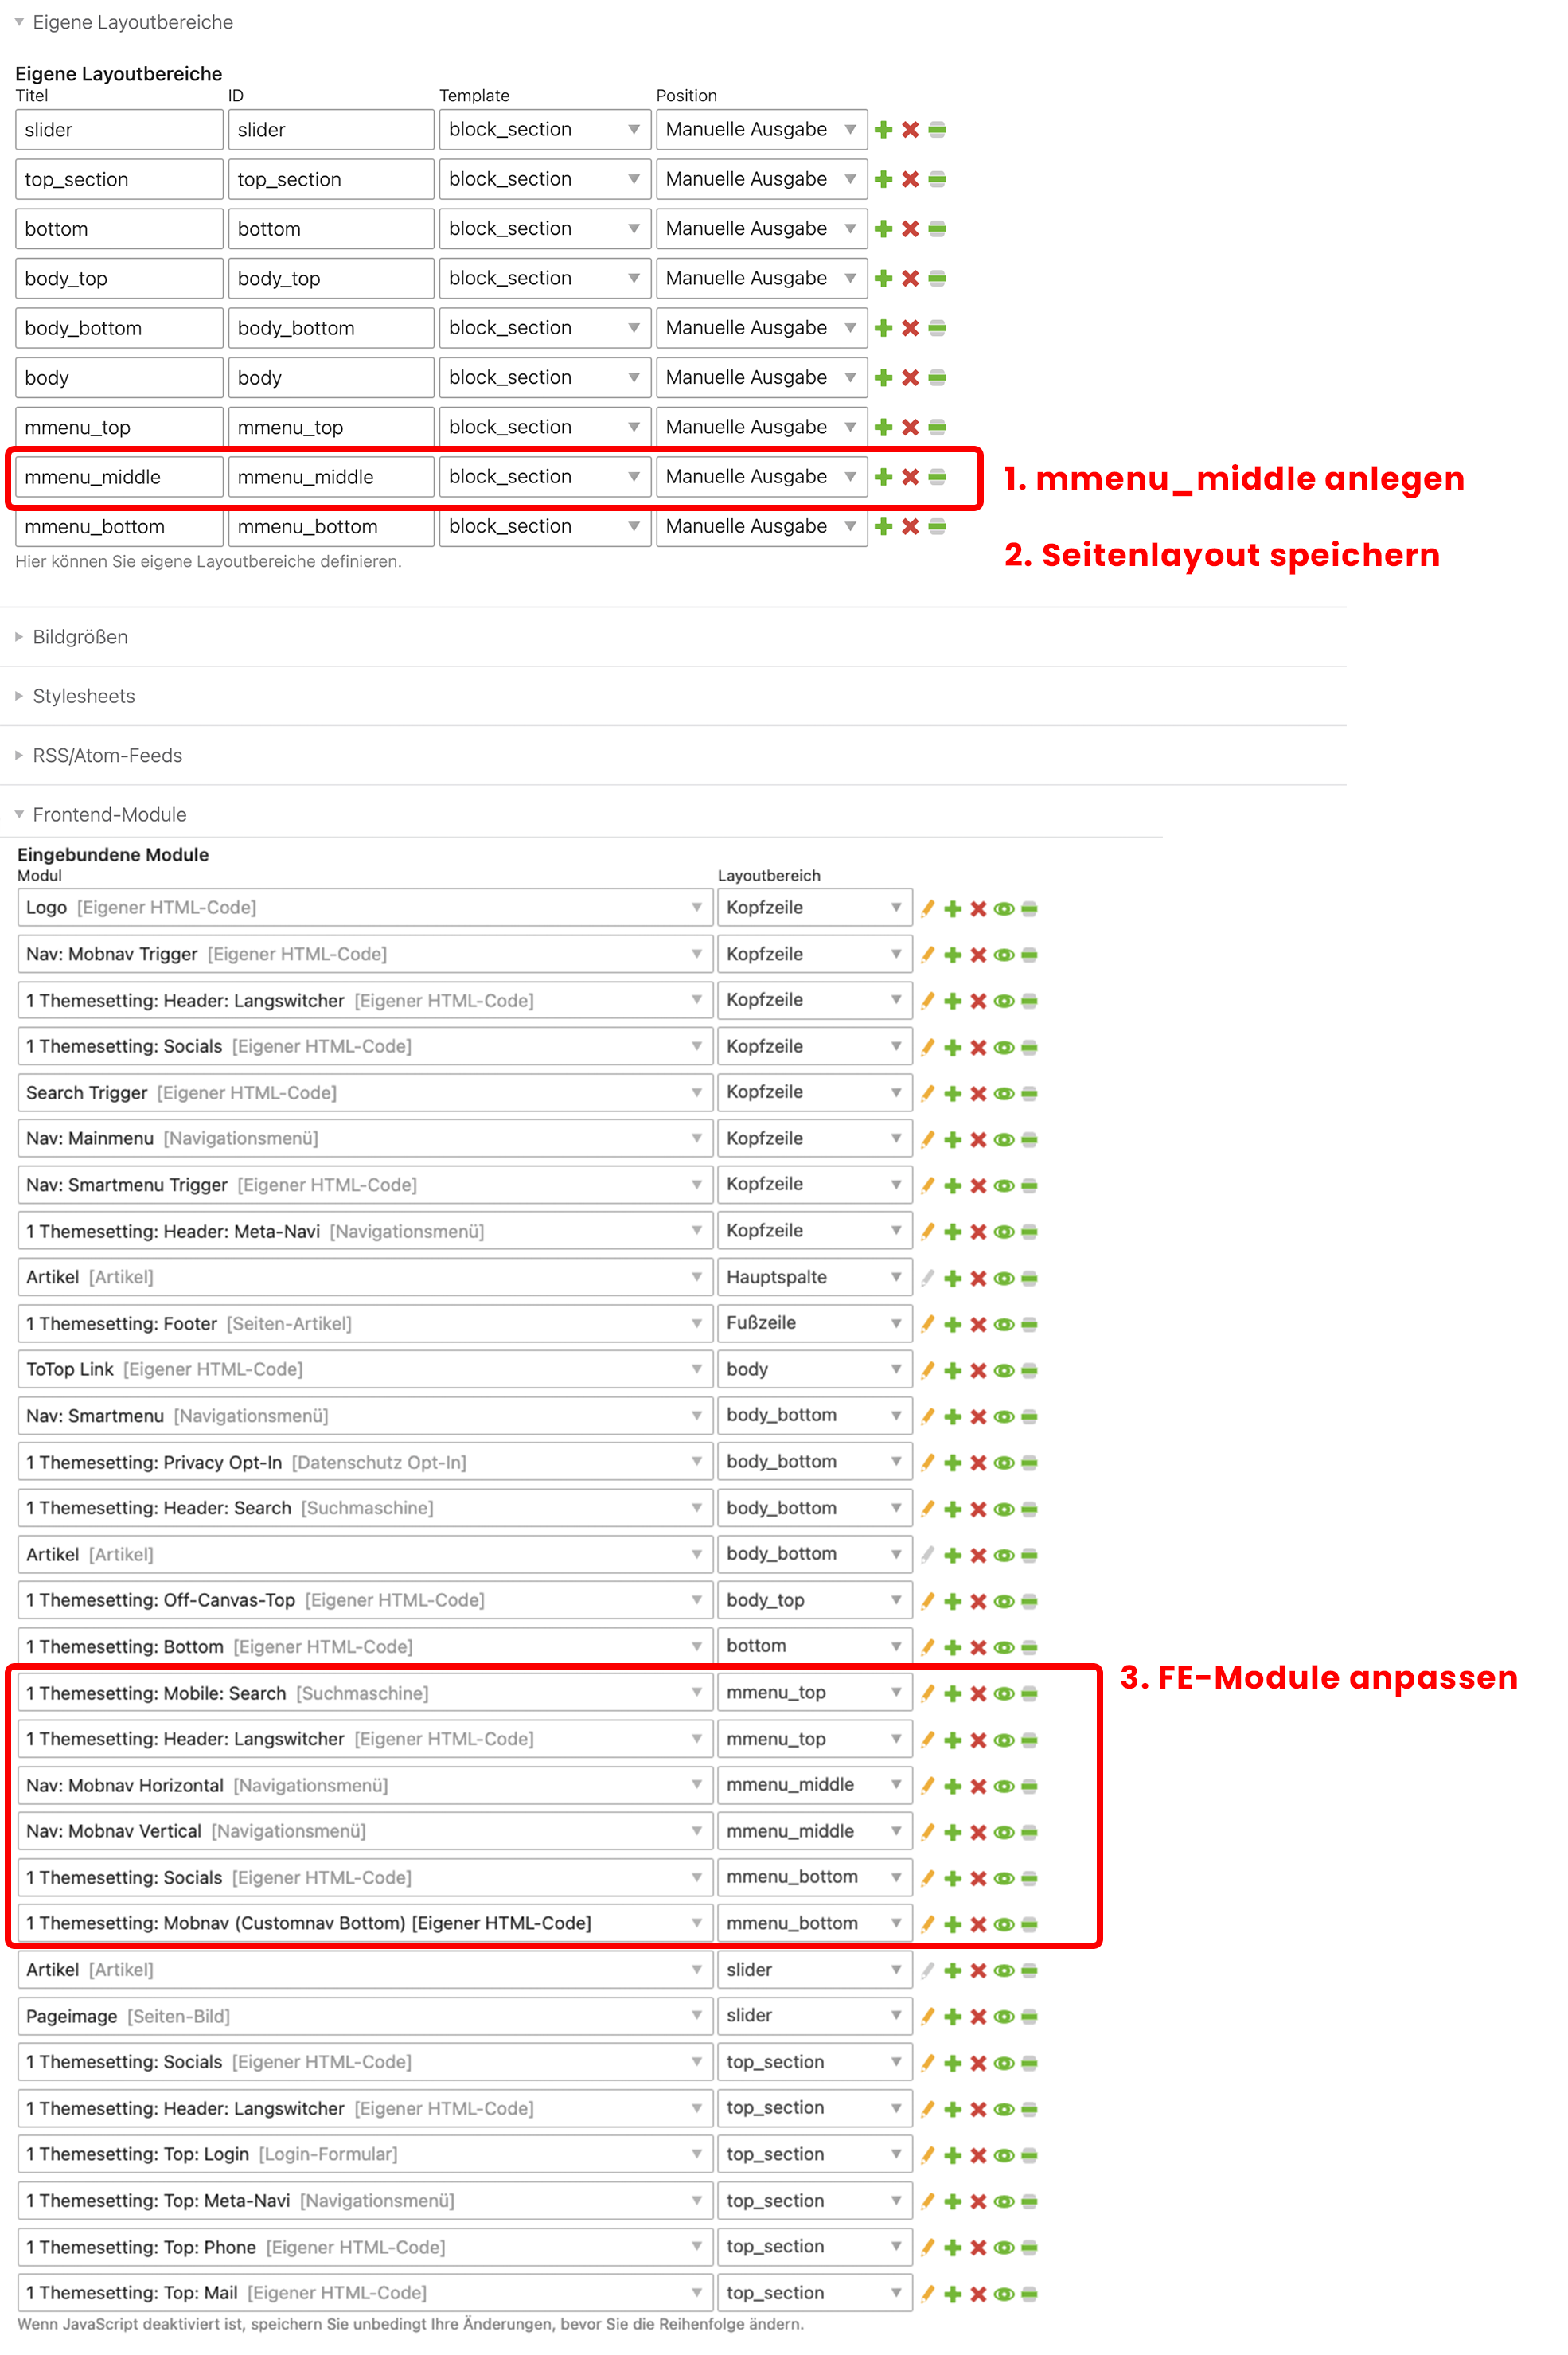 Eigene Layoutbereiche
Eigene Layoutbereiche
Titel ID Template Position
slider slider block_section Manuelle Ausgabe
top_section top_section block_section Manuelle Ausgabe
bottom bottom block_section Manuelle Ausgabe
body_top body_top block_section Manuelle Ausgabe
body_bottom body_bottom block_section Manuelle Ausgabe
body body block_section Manuelle Ausgabe
mmenu_top mmenu_top block_section Manuelle Ausgabe
mmenu_middle mmenu_middle block_section Manuelle Ausgabe 1. mmenu_middle anlegen
mmenu_bottom mmenu_bottom block_section Manuelle Ausgabe
2. Seitenlayout speichern
Hier können Sie eigene Layoutbereiche definieren.
Bildgrößen
Stylesheets
RSS/Atom-Feeds
Frontend-Module
Eingebundene Module
Modul Layoutbereich
Logo [Eigener HTML-Code] Kopfzeile
Nav: Mobnav Trigger [Eigener HTML-Code] Kopfzeile
1 Themesetting: Header: Langswitcher [Eigener HTML-Code] Kopfzeile
1 Themesetting: Socials [Eigener HTML-Code] Kopfzeile
Search Trigger [Eigener HTML-Code] Kopfzeile
Nav: Mainmenu [Navigationsmenü] Kopfzeile
Nav: Smartmenu Trigger [Eigener HTML-Code] Kopfzeile
1 Themesetting: Header: Meta-Navi [Navigationsmenü] Kopfzeile
Artikel [Artikel] Hauptspalte
1 Themesetting: Footer [Seiten-Artikel] Fußzeile
ToTop Link [Eigener HTML-Code] body
Nav: Smartmenu [Navigationsmenü] body_bottom
1 Themesetting: Privacy Opt-In [Datenschutz Opt-In] body_bottom
1 Themesetting: Header: Search [Suchmaschine] body_bottom
Artikel [Artikel] body_bottom
1 Themesetting: Off-Canvas-Top [Eigener HTML-Code] body_top
1 Themesetting: Bottom [Eigener HTML-Code] bottom
3. FE-Module anpassen
1 Themesetting: Mobile: Search [Suchmaschine] mmenu_top
1 Themesetting: Header: Langswitcher [Eigener HTML-Code] mmenu_top
Nav: Mobnav Horizontal [Navigationsmenü] mmenu_middle
Nav: Mobnav Vertical [Navigationsmenü] mmenu_middle
1 Themesetting: Socials [Eigener HTML-Code] mmenu_bottom
1 Themesetting: Mobnav (Customnav Bottom) [Eigener HTML-Code] mmenu_bottom
Artikel [Artikel] slider
Pageimage [Seiten-Bild] slider
1 Themesetting: Socials [Eigener HTML-Code] top_section
1 Themesetting: Header: Langswitcher [Eigener HTML-Code] top_section
1 Themesetting: Top: Login [Login-Formular] top_section
1 Themesetting: Top: Meta-Navi [Navigationsmenü] top_section
1 Themesetting: Top: Phone [Eigener HTML-Code] top_section
1 Themesetting: Top: Mail [Eigener HTML-Code] top_section
Wenn JavaScript deaktiviert ist, speichern Sie unbedingt Ihre Änderungen, bevor Sie die Reihenfolge ändern.